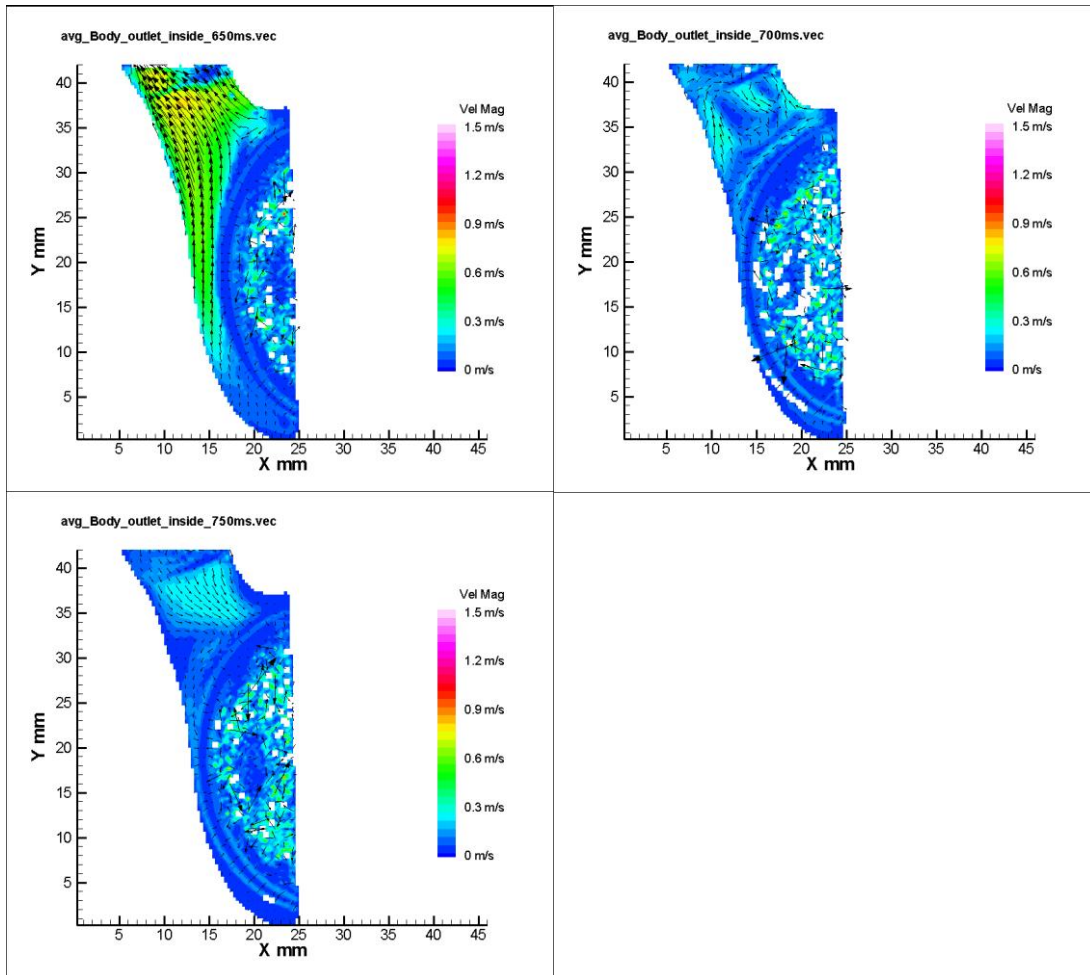 avg_Body_outlet_inside_650ms.vec
Vel Mag
1.5 m/s
1.2 m/s
0.9 m/s
0.6 m/s
0.3 m/s
0 m/s
40
35
30
25
20
15
10
5
Y mm
5 10 15 20 25 30 35 40 45
X mm
avg_Body_outlet_inside_700ms.vec
Vel Mag
1.5 m/s
1.2 m/s
0.9 m/s
0.6 m/s
0.3 m/s
0 m/s
40
35
30
25
20
15
10
5
Y mm
5 10 15 20 25 30 35 40 45
X mm
avg_Body_outlet_inside_750ms.vec
Vel Mag
1.5 m/s
1.2 m/s
0.9 m/s
0.6 m/s
0.3 m/s
0 m/s
40
35
30
25
20
15
10
5
Y mm
5 10 15 20 25 30 35 40 45
X mm